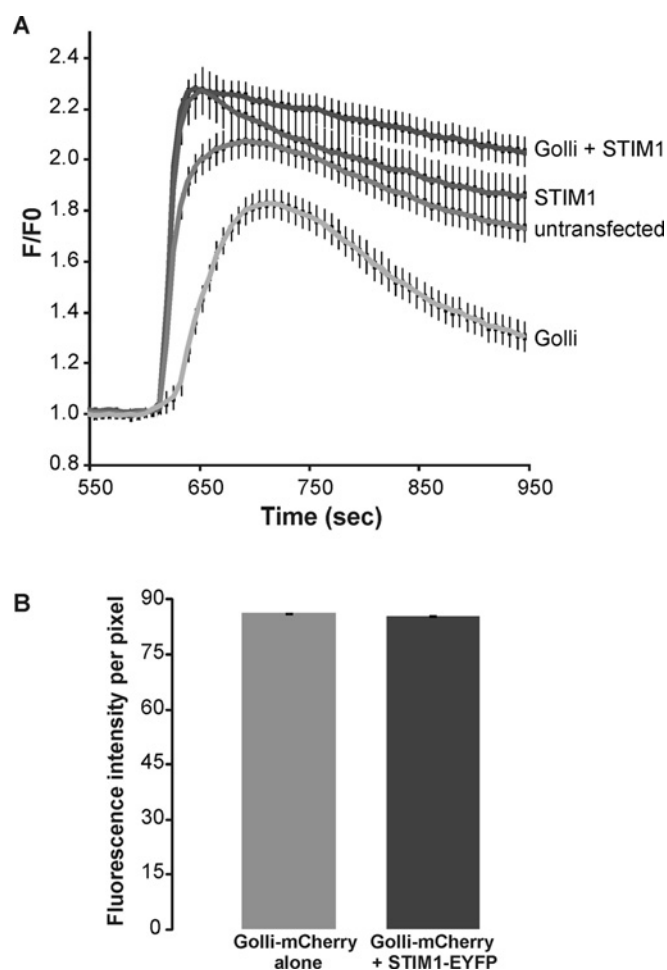 A
F/F0
2.4
2.2
2.0
1.8
1.6
1.4
1.2
1.0
0.8
Golli + STIM1
STIM1
untransfected
Golli
550
650
750
850
950
Time (sec)
B
Fluorescence intensity per pixel
90
75
60
45
30
15
0
Golli-mCherry
alone
Golli-mCherry
+ STIM1-EYFP